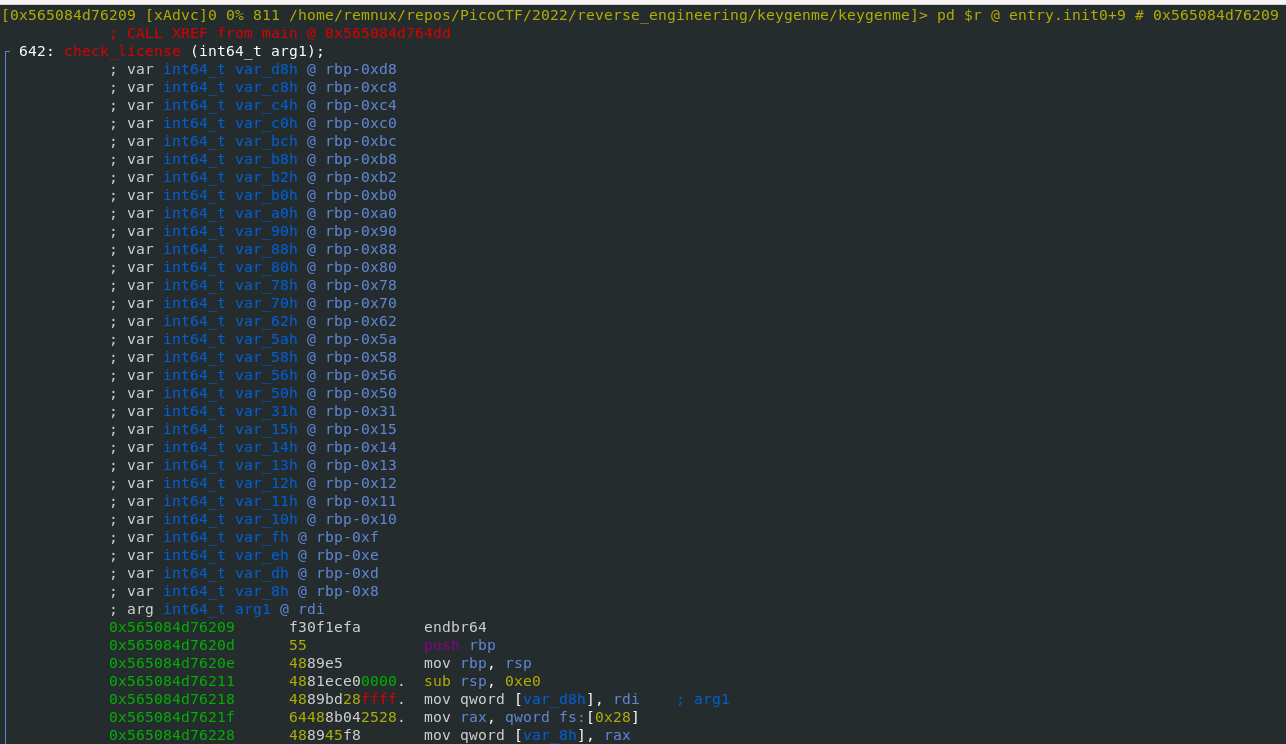 [0x565084d76209 [xAdvc]0 0% 811 /home/remnux/repos/PicoCTF/2022/reverse_engineering/keygenme/keygenme]> pd $r @ entry.init0+9 # 0x565084d76209
; CALL XREF from main @ 0x565084d764dd
642: check_license (int64_t arg1);
; var int64_t var_d8h @ rbp-0xd8
; var int64_t var_c8h @ rbp-0xc8
; var int64_t var_c4h @ rbp-0xc4
; var int64_t var_c0h @ rbp-0xc0
; var int64_t var_bch @ rbp-0xbc
; var int64_t var_b8h @ rbp-0xb8
; var int64_t var_b2h @ rbp-0xb2
; var int64_t var_b0h @ rbp-0xb0
; var int64_t var_a0h @ rbp-0xa0
; var int64_t var_90h @ rbp-0x90
; var int64_t var_88h @ rbp-0x88
; var int64_t var_80h @ rbp-0x80
; var int64_t var_78h @ rbp-0x78
; var int64_t var_70h @ rbp-0x70
; var int64_t var_62h @ rbp-0x62
; var int64_t var_5ah @ rbp-0x5a
; var int64_t var_58h @ rbp-0x58
; var int64_t var_56h @ rbp-0x56
; var int64_t var_50h @ rbp-0x50
; var int64_t var_31h @ rbp-0x31
; var int64_t var_15h @ rbp-0x15
; var int64_t var_14h @ rbp-0x14
; var int64_t var_13h @ rbp-0x13
; var int64_t var_12h @ rbp-0x12
; var int64_t var_11h @ rbp-0x11
; var int64_t var_10h @ rbp-0x10
; var int64_t var_fh @ rbp-0xf
; var int64_t var_eh @ rbp-0xe
; var int64_t var_dh @ rbp-0xd
; var int64_t var_8h @ rbp-0x8
; arg int64_t arg1 @ rdi
0x565084d76209 f30f1efa endbr64
0x565084d7620d 55 push rbp
0x565084d7620e 4889e5 mov rbp, rsp
0x565084d76211 4881ece00000. sub rsp, 0xe0
0x565084d76218 4889bd28ffff. mov qword [var_d8h], rdi ; arg1
0x565084d7621f 64488b042528. mov rax, qword fs:[0x28]
0x565084d76228 488945f8 mov qword [var_8h], rax